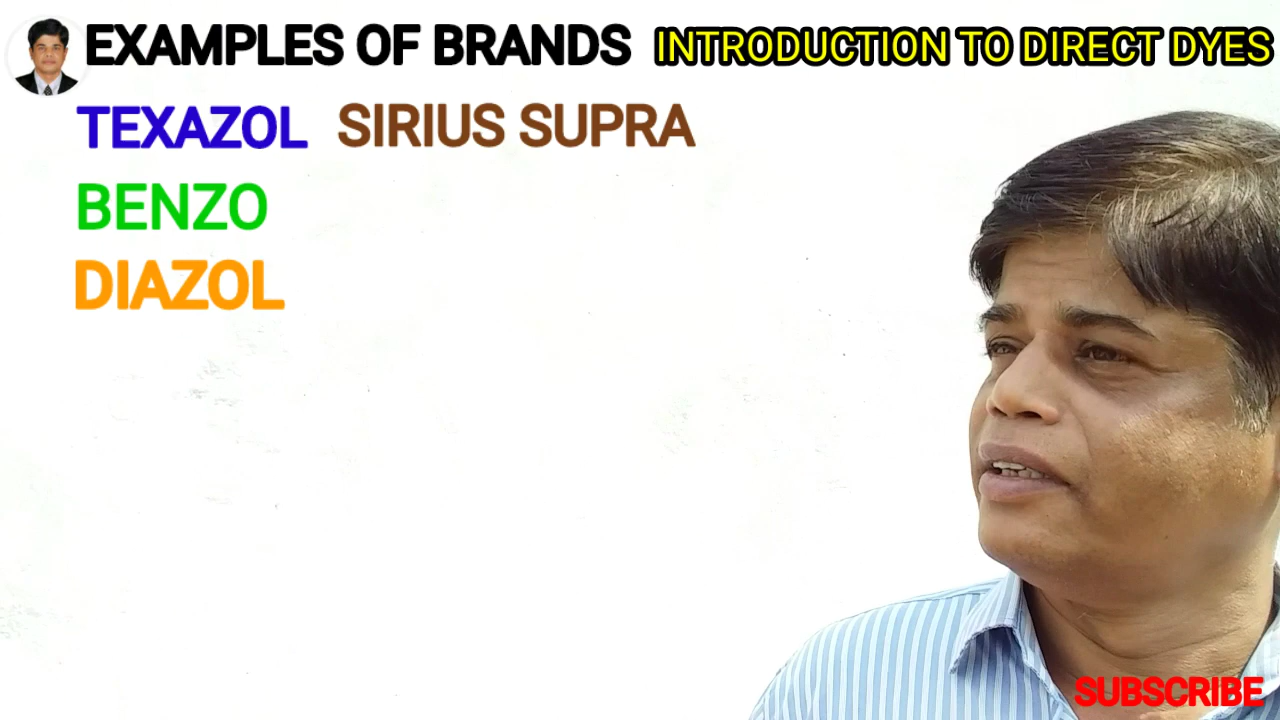 EXAMPLES OF BRANDS INTRODUCTION TO DIRECT DYES
TEXAZOL SIRIUS SUPRA
BENZO
DIAZOL
SUBSCRIBE